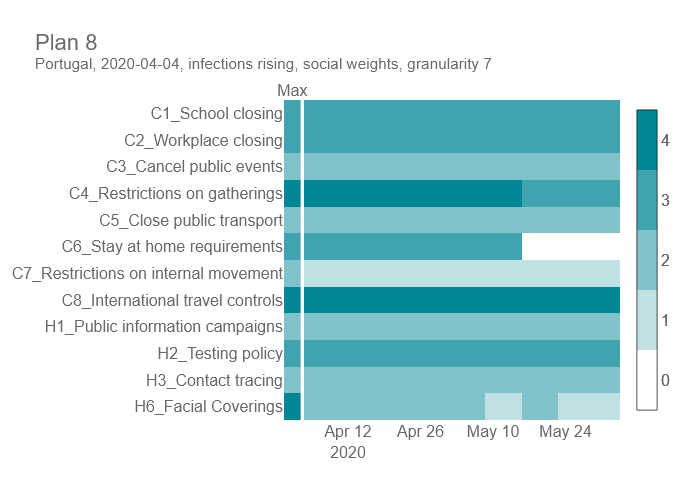 Plan 8
Portugal, 2020-04-04, infections rising, social weights, granularity 7
Max
C1_School closing
C2_Workplace closing
C3_Cancel public events
C4_Restrictions on gatherings
C5_Close public transport
C6_Stay at home requirements
C7_Restrictions on internal movement
C8_International travel controls
H1_Public information campaigns
H2_Testing policy
H3_Contact tracing
H6_Facial Coverings
Apr 12 Apr 26 May 10 May 24
2020
4
3
2
1
0